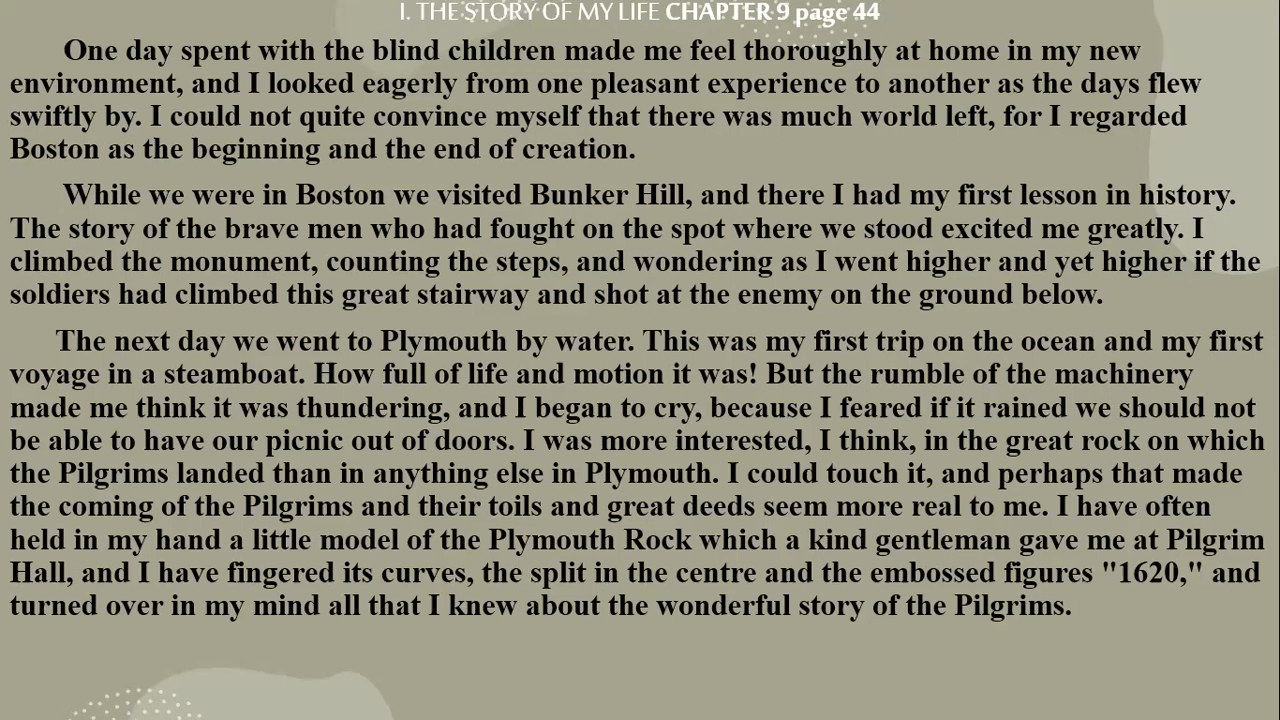 I. THE STORY OF MY LIFE CHAPTER 9 page 44
One day spent with the blind children made me feel thoroughly at home in my new
environment, and I looked eagerly from one pleasant experience to another as the days flew
swiftly by. I could not quite convince myself that there was much world left, for I regarded
Boston as the beginning and the end of creation.
While we were in Boston we visited Bunker Hill, and there I had my first lesson in history.
The story of the brave men who had fought on the spot where we stood excited me greatly. I
climbed the monument, counting the steps, and wondering as I went higher and yet higher if the
soldiers had climbed this great stairway and shot at the enemy on the ground below.
The next day we went to Plymouth by water. This was my first trip on the ocean and my first
voyage in a steamboat. How full of life and motion it was! But the rumble of the machinery
made me think it was thundering, and I began to cry, because I feared if it rained we should not
be able to have our picnic out of doors. I was more interested, I think, in the great rock on which
the Pilgrims landed than in anything else in Plymouth. I could touch it, and perhaps that made
the coming of the Pilgrims and their toils and great deeds seem more real to me. I have often
held in my hand a little model of the Plymouth Rock which a kind gentleman gave me at Pilgrim
Hall, and I have fingered its curves, the split in the centre and the embossed figures "1620," and
turned over in my mind all that I knew about the wonderful story of the Pilgrims.